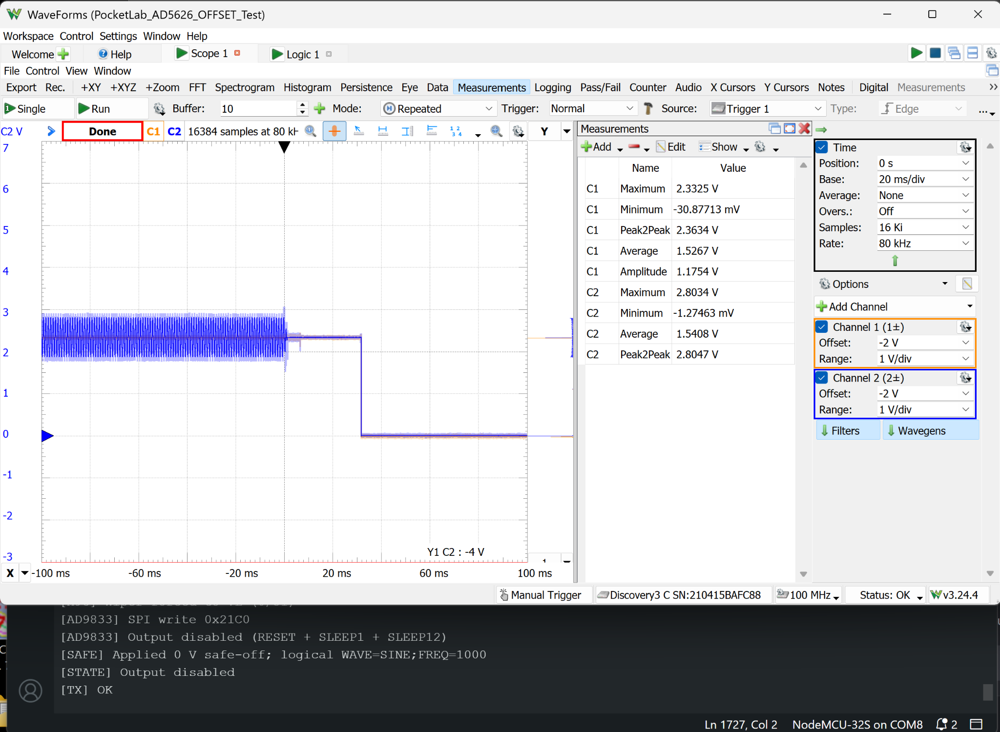 WaveForms (PocketLab_AD5626_OFFSET_Test)
Workspace Control Settings Window Help
Welcome Help Scope 1 Logic 1
File Control View Window
Export Rec. +XY +XYZ +Zoom FFT Spectrogram Histogram Persistence Eye Data Measurements Logging Pass/Fail Counter Audio X Cursors Y Cursors Notes Digital Measurements »
Single Run Buffer: 10 Mode: Repeated Trigger: Normal Source: Trigger 1 Type: Edge ...
C2 V Done C1 C2 16384 samples at 80 kH Y
7
6
5
4
3
2
1
0
-1
-2
-3
Y1 C2 : -4 V
1
X -100 ms -60 ms -20 ms 20 ms 60 ms 100 ms
Measurements
Add Edit Show
Name Value
C1 Maximum 2.3325 V
C1 Minimum -30.87713 mV
C1 Peak2Peak 2.3634 V
C1 Average 1.5267 V
C1 Amplitude 1.1754 V
C2 Maximum 2.8034 V
C2 Minimum -1.27463 mV
C2 Average 1.5408 V
C2 Peak2Peak 2.8047 V
Time
Position: 0 s
Base: 20 ms/div
Average: None
Overs.: Off
Samples: 16 Ki
Rate: 80 kHz
Options
Add Channel
Channel 1 (1±)
Offset: -2 V
Range: 1 V/div
Channel 2 (2±)
Offset: -2 V
Range: 1 V/div
Filters Wavegens
Manual Trigger Discovery3 C SN:210415BAFC88 100 MHz Status: OK v3.24.4
[AD9833] SPI write 0x21C0
[AD9833] Output disabled (RESET + SLEEP1 + SLEEP12)
[SAFE] Applied 0 V safe-off; logical WAVE=SINE;FREQ=1000
[STATE] Output disabled
[TX] OK
Ln 1727, Col 2 NodeMCU-32S on COM8 2